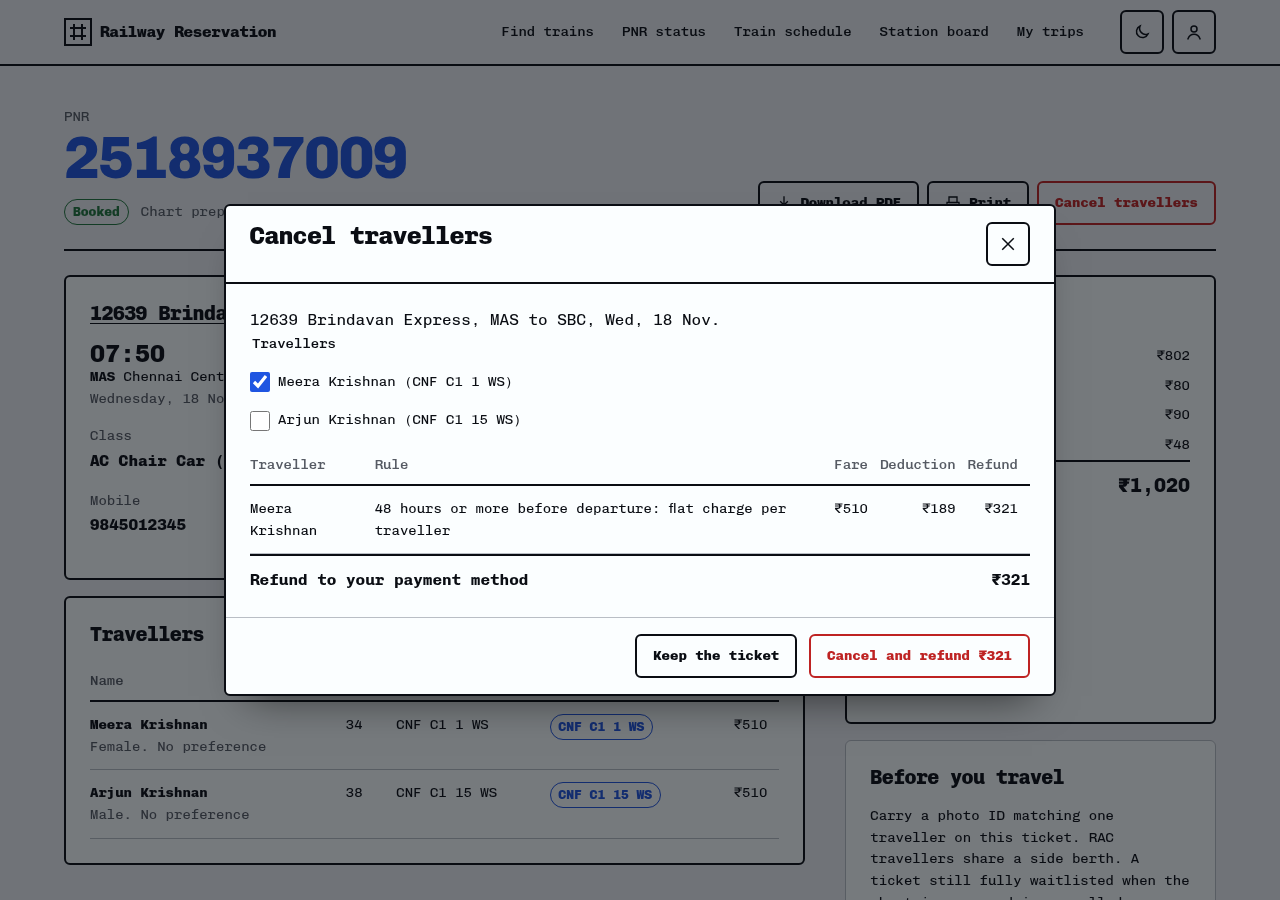 Railway Reservation
Find trains
PNR status
Train schedule
Station board
My trips
PNR
2518937009
Booked
Chart prep
Download PDF
Print
Cancel travellers
Cancel travellers
12639 Brindavan Express, MAS to SBC, Wed, 18 Nov.
Travellers
Meera Krishnan (CNF C1 1 WS)
Arjun Krishnan (CNF C1 15 WS)
Traveller Rule Fare Deduction Refund
Meera Krishnan
48 hours or more before departure: flat charge per traveller
₹510 ₹189 ₹321
Refund to your payment method ₹321
Keep the ticket
Cancel and refund ₹321
12639 Brinda
07:50
MAS Chennai Cent
Wednesday, 18 No
Class
AC Chair Car (
Mobile
9845012345
₹802
₹80
₹90
₹48
₹1,020
Travellers
Name
Meera Krishnan 34 CNF C1 1 WS CNF C1 1 WS ₹510
Female. No preference
Arjun Krishnan 38 CNF C1 15 WS CNF C1 15 WS ₹510
Male. No preference
Before you travel
Carry a photo ID matching one
traveller on this ticket. RAC
travellers share a side berth. A
ticket still fully waitlisted when the